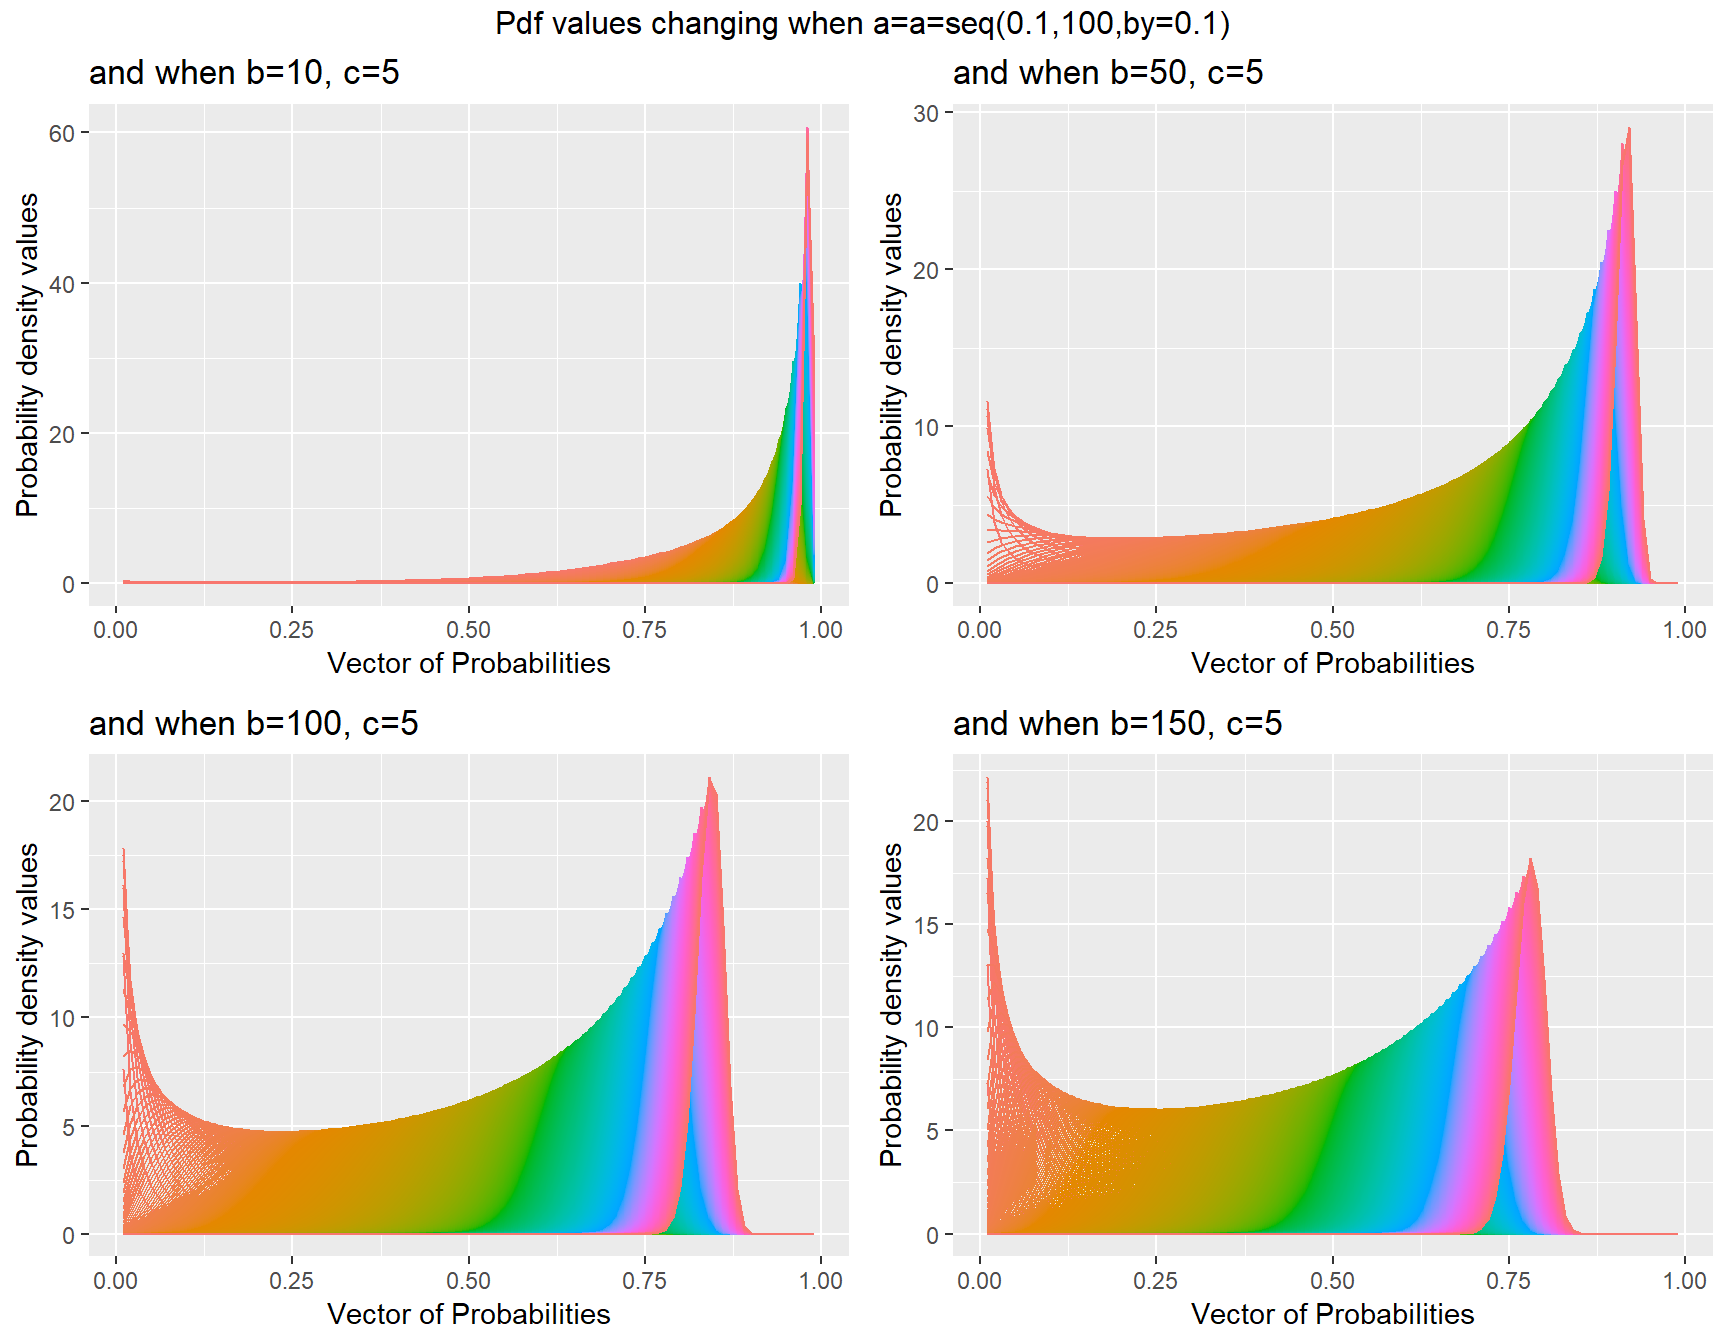 Pdf values changing when a=a=seq(0.1,100,by=0.1)
and when b=10, c=5
Probability density values
60
40
20
0
0.00 0.25 0.50 0.75 1.00
Vector of Probabilities
and when b=50, c=5
Probability density values
30
20
10
0
0.00 0.25 0.50 0.75 1.00
Vector of Probabilities
and when b=100, c=5
Probability density values
20
15
10
5
0
0.00 0.25 0.50 0.75 1.00
Vector of Probabilities
and when b=150, c=5
Probability density values
20
15
10
5
0
0.00 0.25 0.50 0.75 1.00
Vector of Probabilities